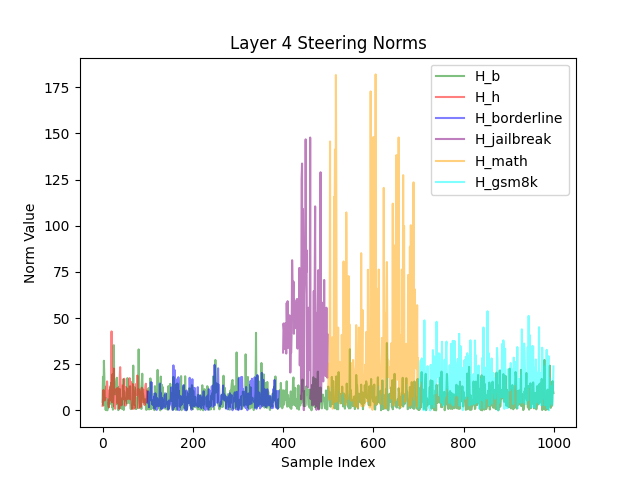 Layer 4 Steering Norms
Norm Value
175
150
125
100
75
50
25
0
H_b
H_h
H_borderline
H_jailbreak
H_math
H_gsm8k
0
200
400
600
800
1000
Sample Index